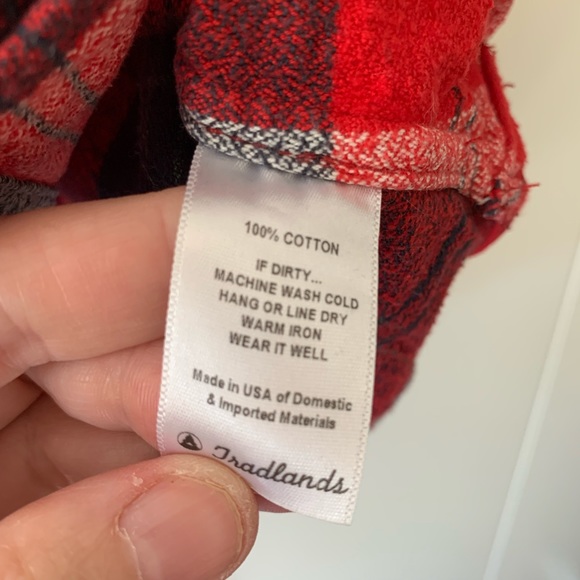 100% COTTON
IF DIRTY...
MACHINE WASH COLD
HANG OR LINE DRY
WARM IRON
WEAR IT WELL
Made in USA of Domestic
& Imported Materials
Tradlands